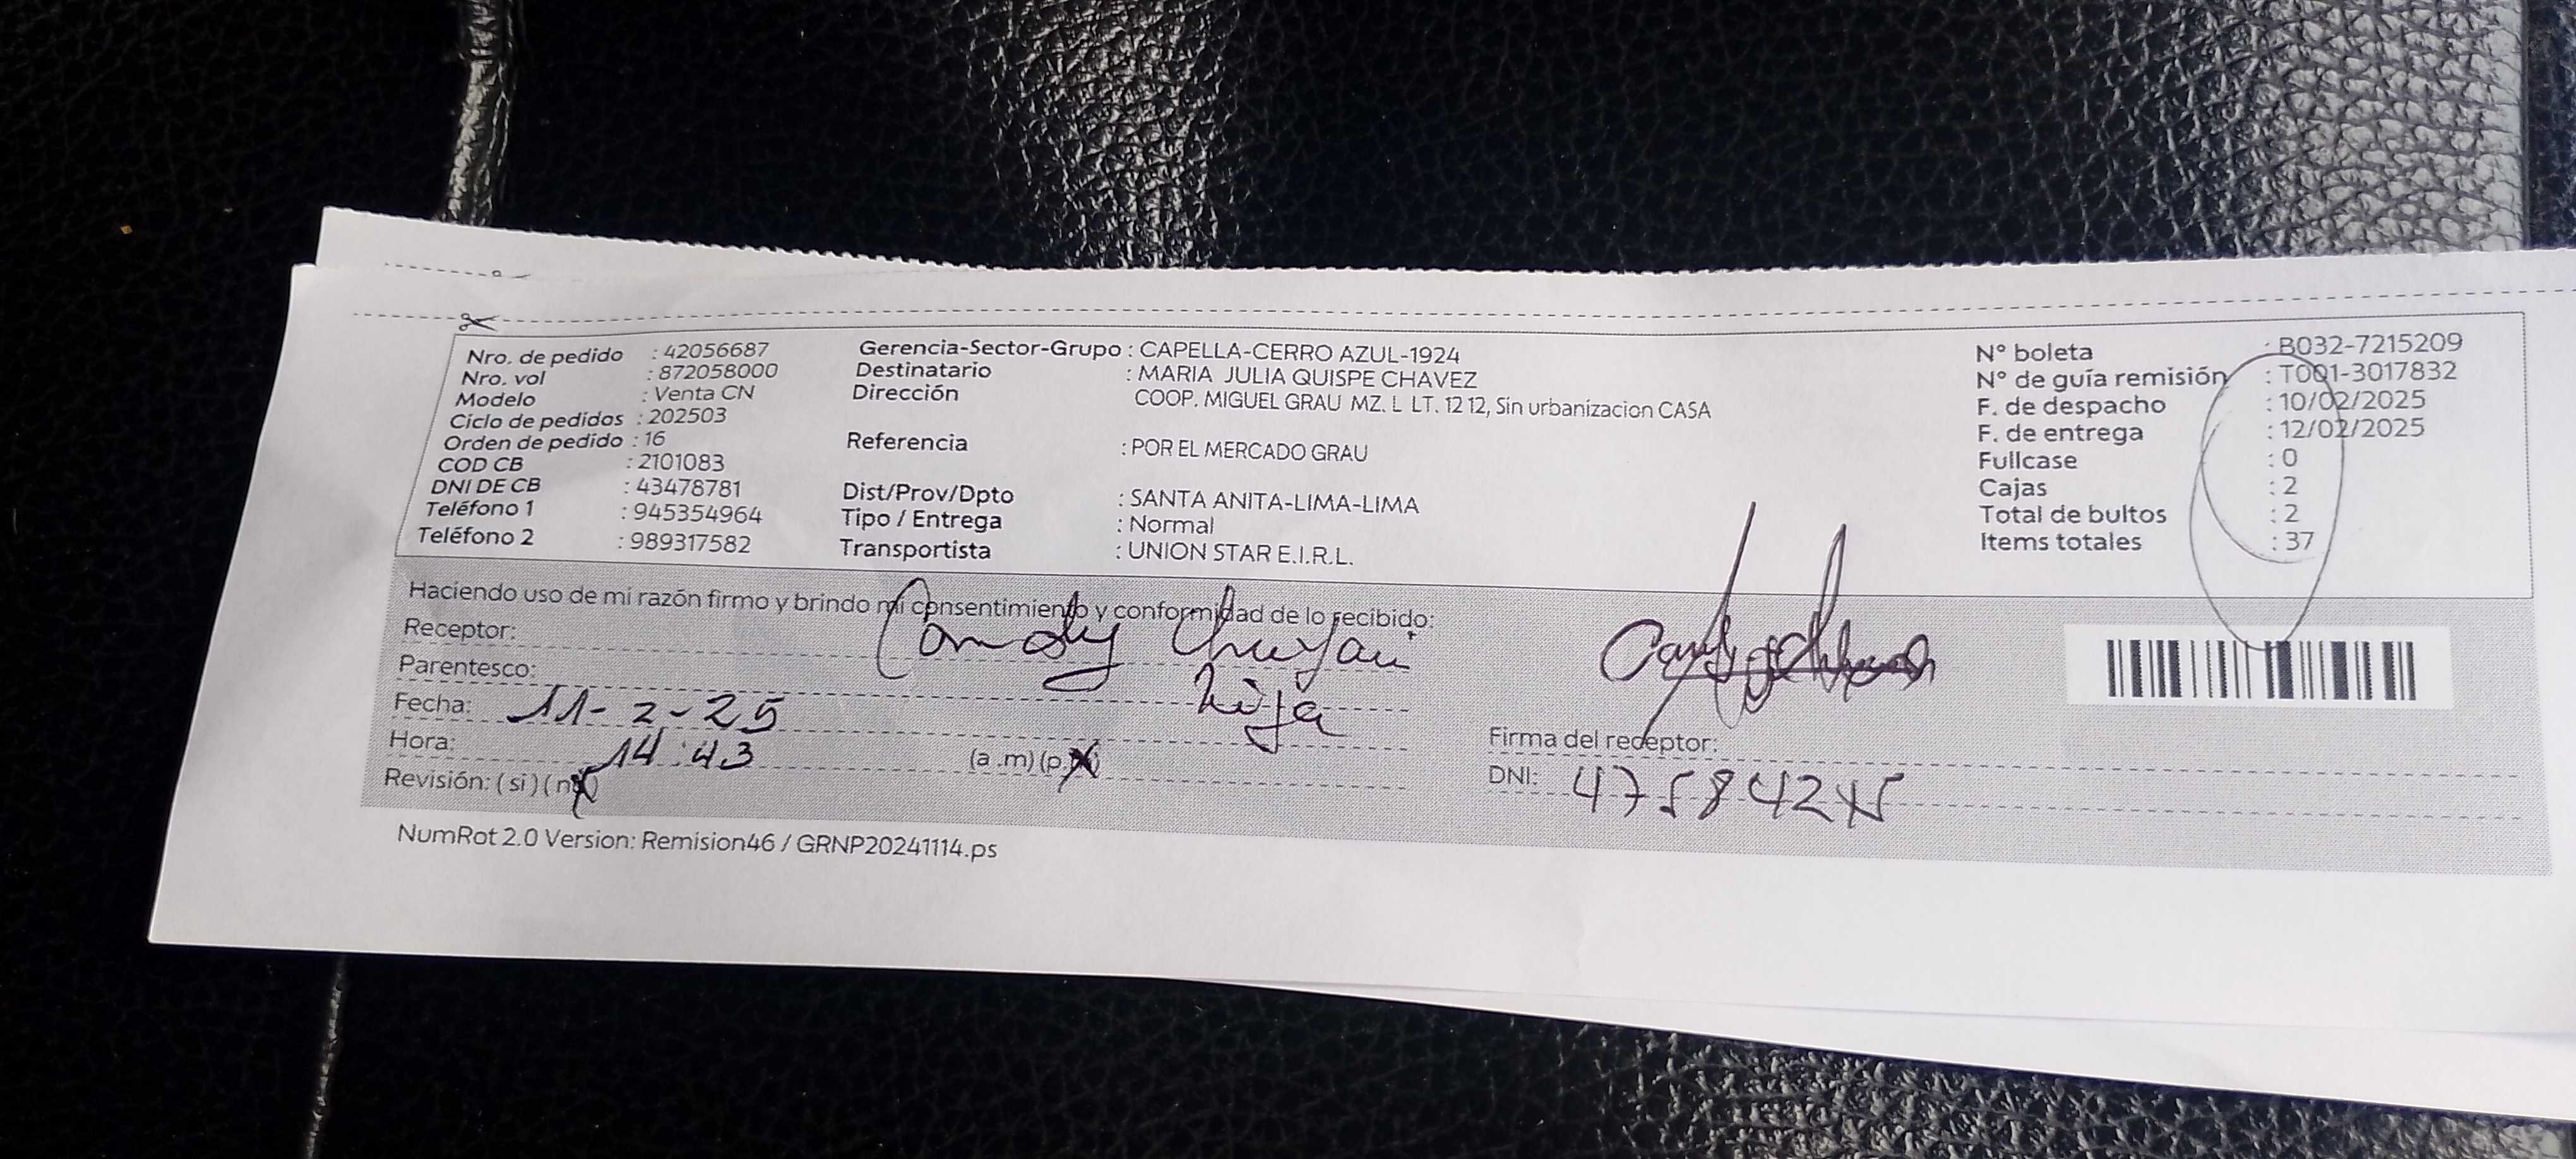 Nro. de pedido : 42056687
Nro. vol : 872058000
Modelo : Venta CN
Ciclo de pedidos : 202503
Orden de pedido : 16
COD CB : 2101083
DNI DE CB : 43478781
Teléfono 1 : 945354964
Teléfono 2 : 989317582
Gerencia-Sector-Grupo : CAPELLA-CERRO AZUL-1924
Destinatario : MARIA JULIA QUISPE CHAVEZ
Dirección COOP. MIGUEL GRAU MZ. L LT. 12 12, Sin urbanizacion CASA
Referencia : POR EL MERCADO GRAU
Dist/Prov/Dpto : SANTA ANITA-LIMA-LIMA
Tipo / Entrega : Normal
Transportista : UNION STAR E.I.R.L.
N° boleta : B032-7215209
N° de guía remisión : T001-3017832
F. de despacho : 10/02/2025
F. de entrega : 12/02/2025
Fullcase : 0
Cajas : 2
Total de bultos : 2
Items totales : 37
Haciendo uso de mi razón firmo y brindo mi consentimiento y conformidad de lo recibido:
Receptor:
Parentesco: hija
Fecha: 11-2-25
Hora: 14:43 (a .m) (p.m)
Revisión: ( si ) ( no )
Firma del receptor:
DNI:
NumRot 2.0 Version: Remision46 / GRNP20241114.ps